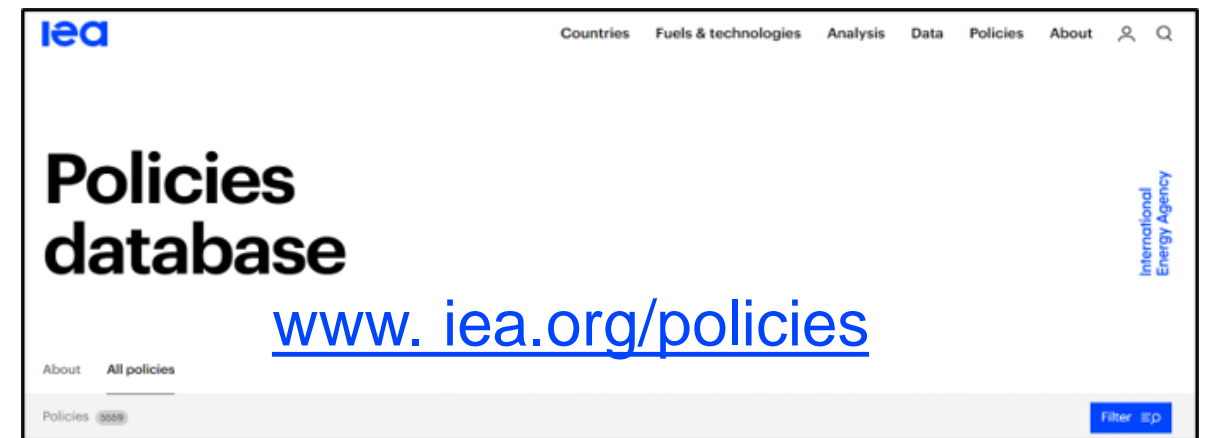 iea
Countries Fuels & technologies Analysis Data Policies About
Policies
database
International
Energy Agency
www. iea.org/policies
About All policies
Policies 5559
Filter